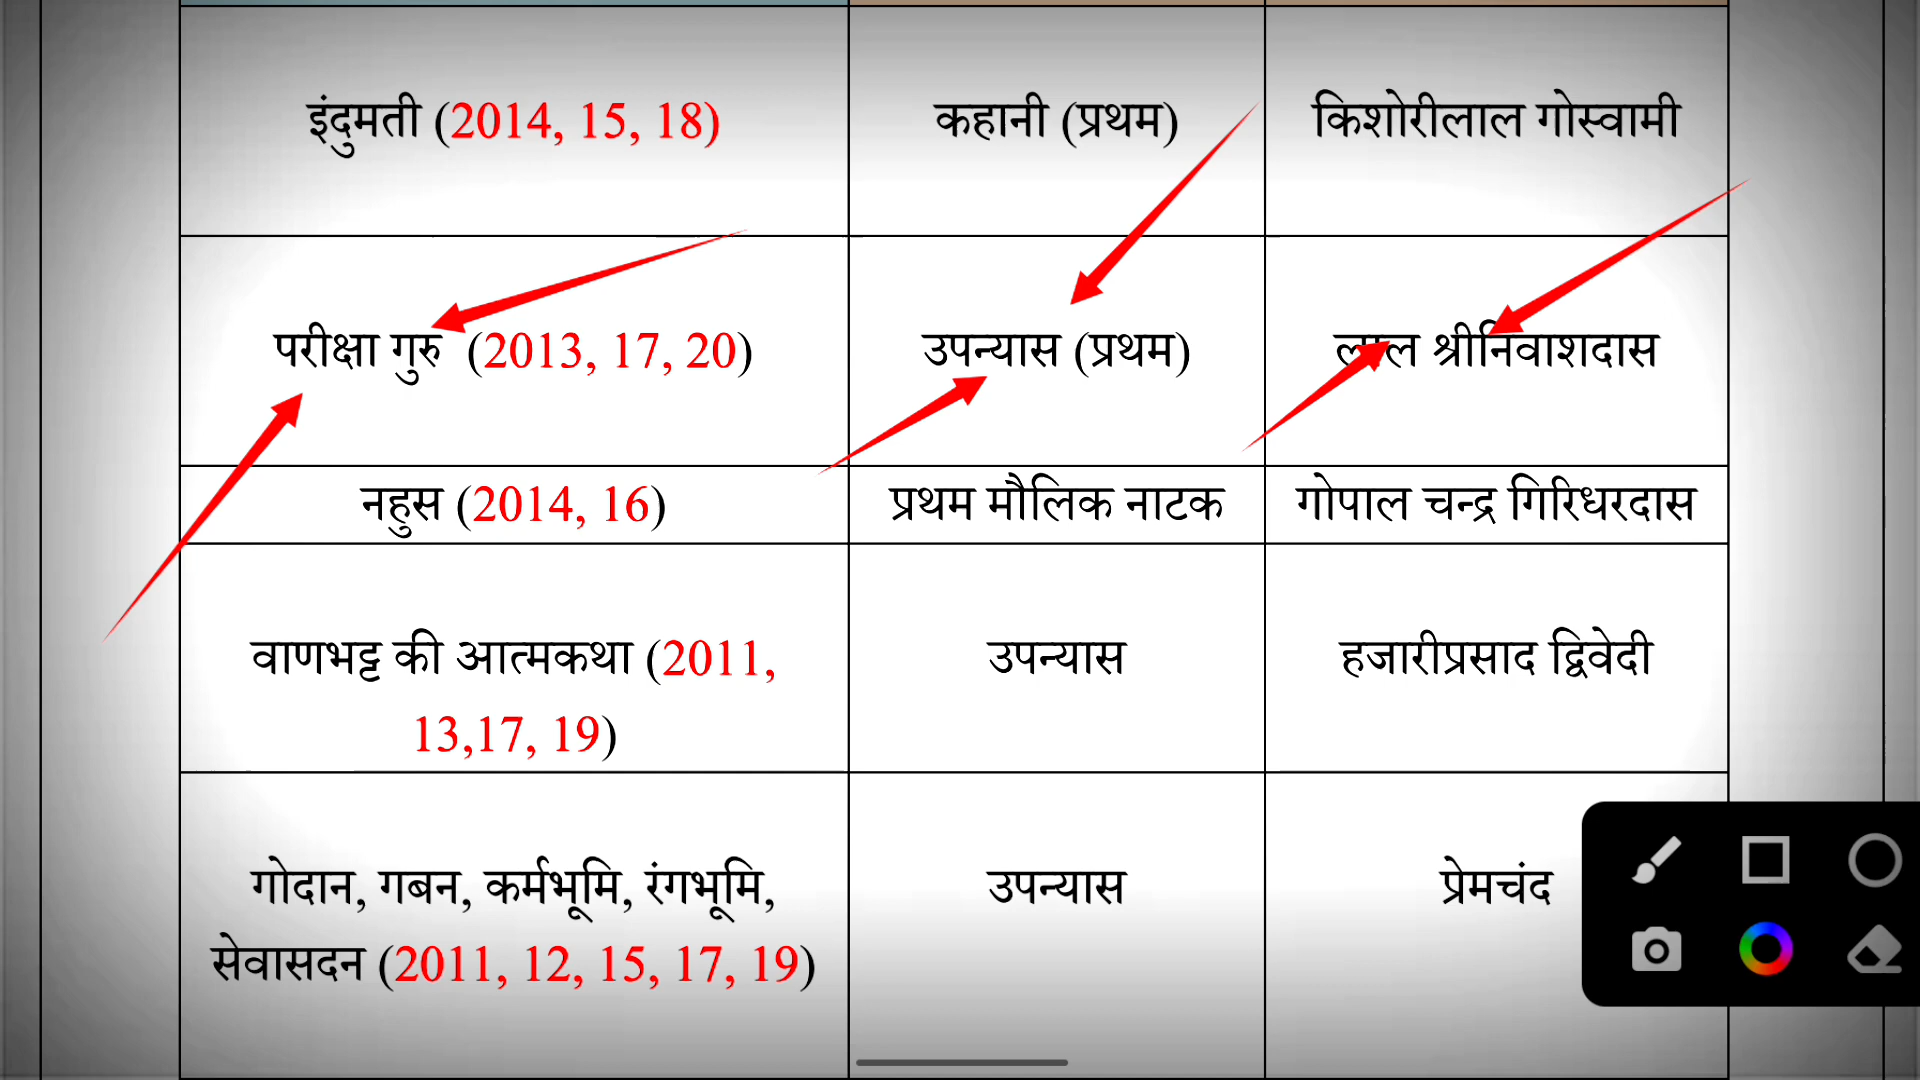 इंदुमती (2014, 15, 18) कहानी (प्रथम) किशोरीलाल गोस्वामी
परीक्षा गुरु (2013, 17, 20) उपन्यास (प्रथम) लाल श्रीनिवाशदास
नहुस (2014, 16) प्रथम मौलिक नाटक गोपाल चन्द्र गिरिधरदास
वाणभट्ट की आत्मकथा (2011, उपन्यास हजारीप्रसाद द्विवेदी
13,17, 19)
गोदान, गबन, कर्मभूमि, रंगभूमि, उपन्यास प्रेमचंद
सेवासदन (2011, 12, 15, 17, 19)